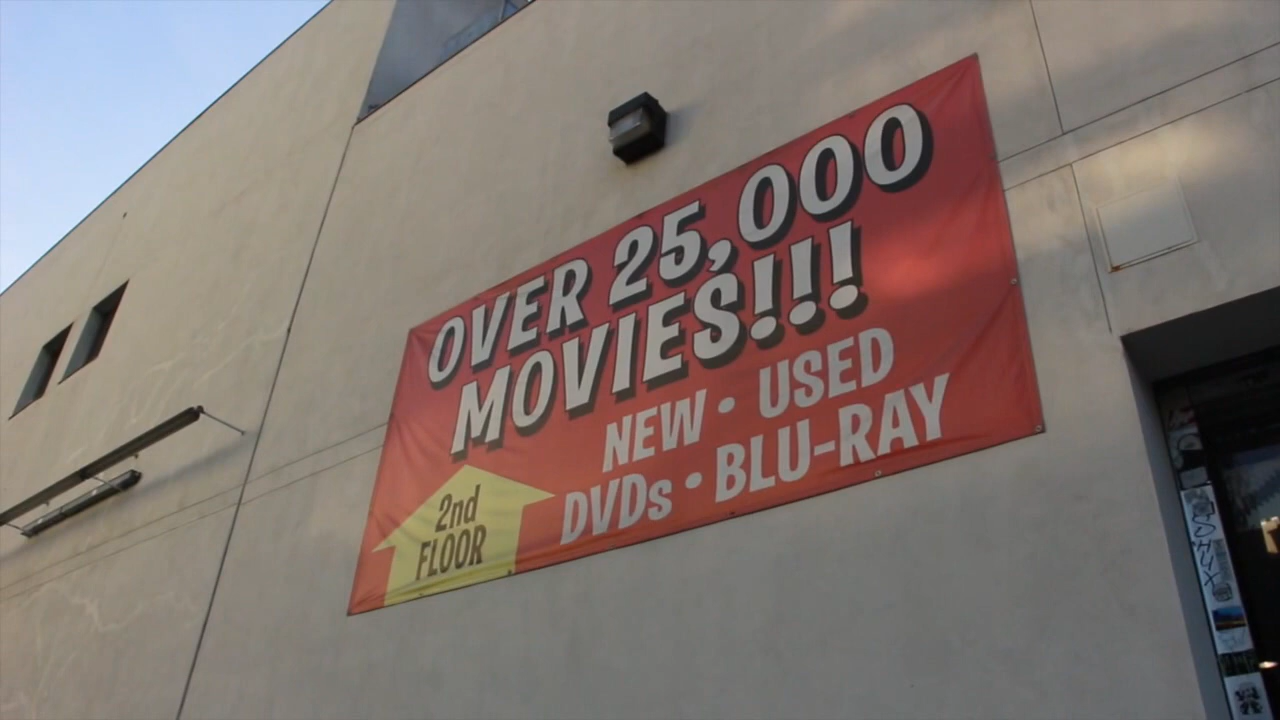 OVER 25,000
MOVIES!!!
NEW • USED
DVDs • BLU-RAY
2nd
FLOOR